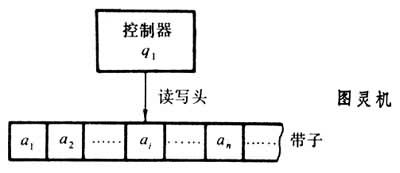 控制器
q1
读写头
图灵机
a1 a2 …… ai …… an …… 带子